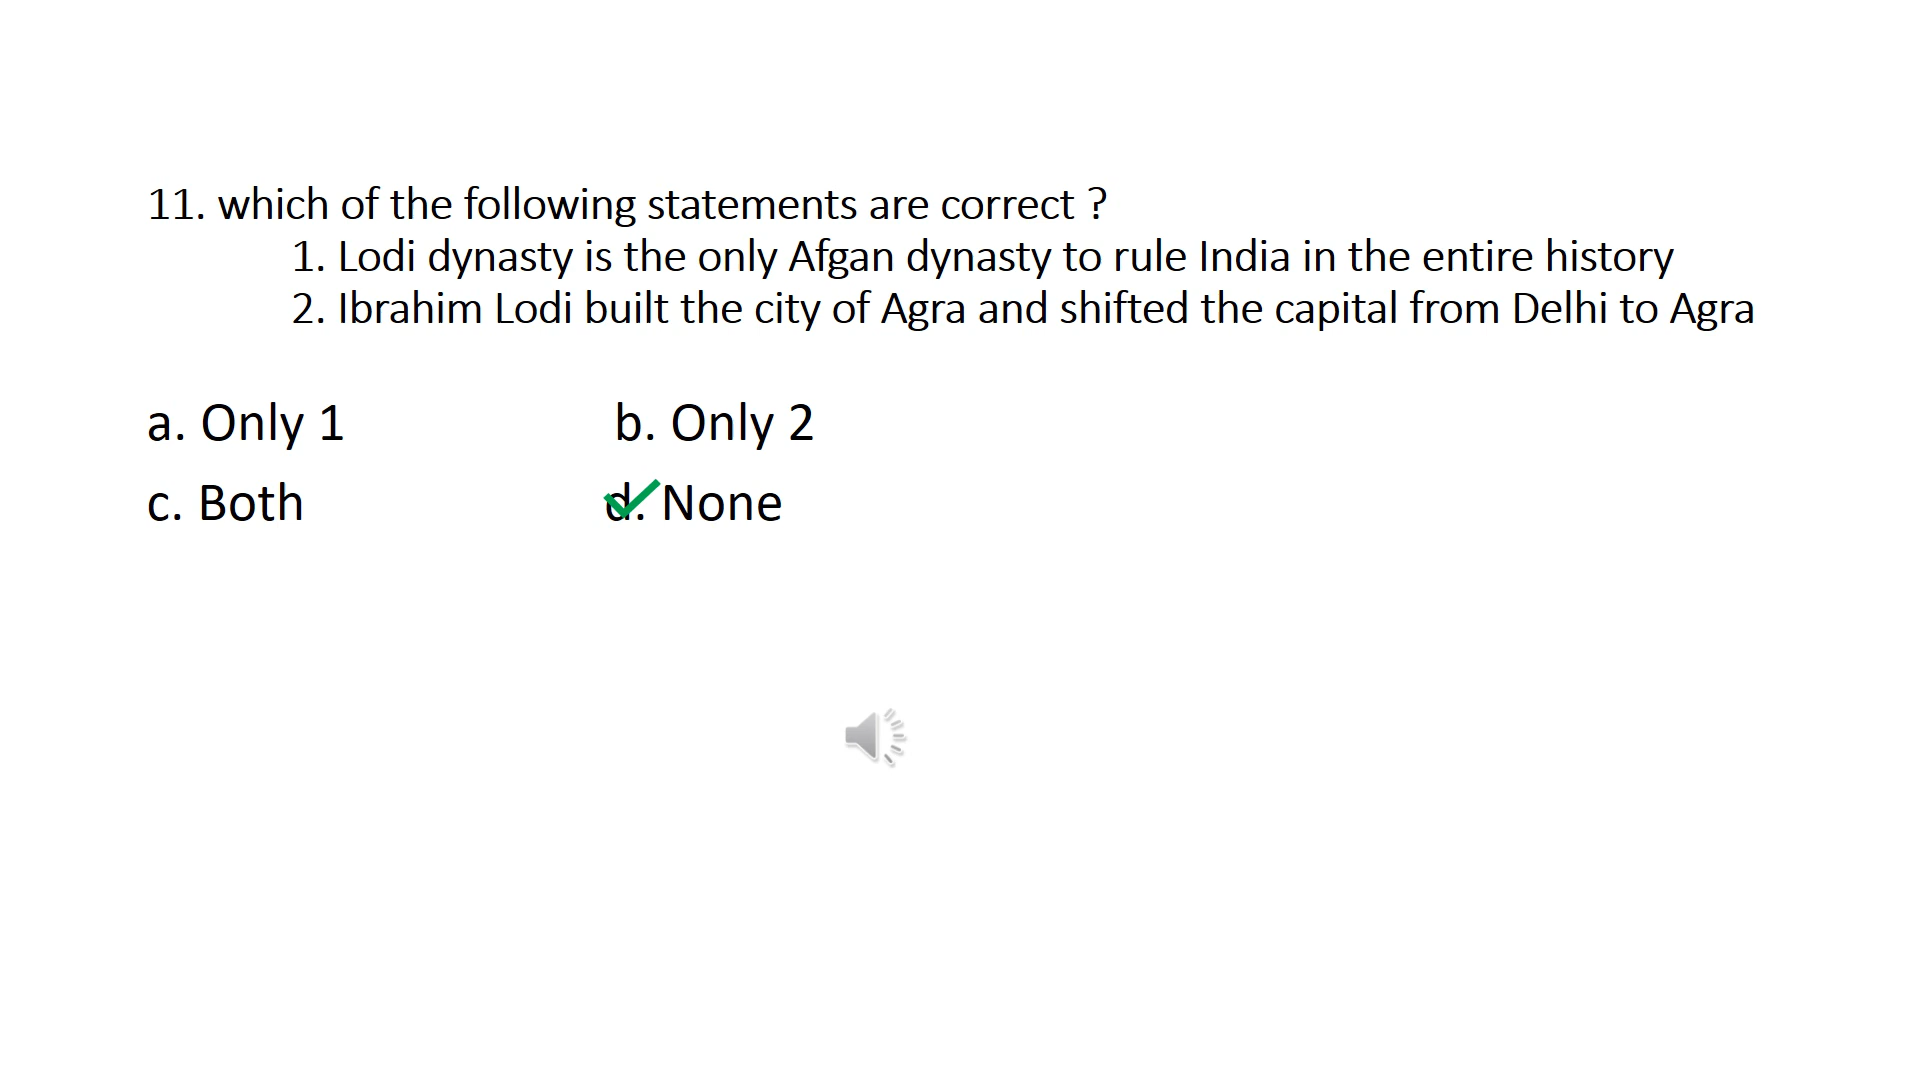 11. which of the following statements are correct ?
1. Lodi dynasty is the only Afgan dynasty to rule India in the entire history
2. Ibrahim Lodi built the city of Agra and shifted the capital from Delhi to Agra
a. Only 1 b. Only 2
c. Both d. None